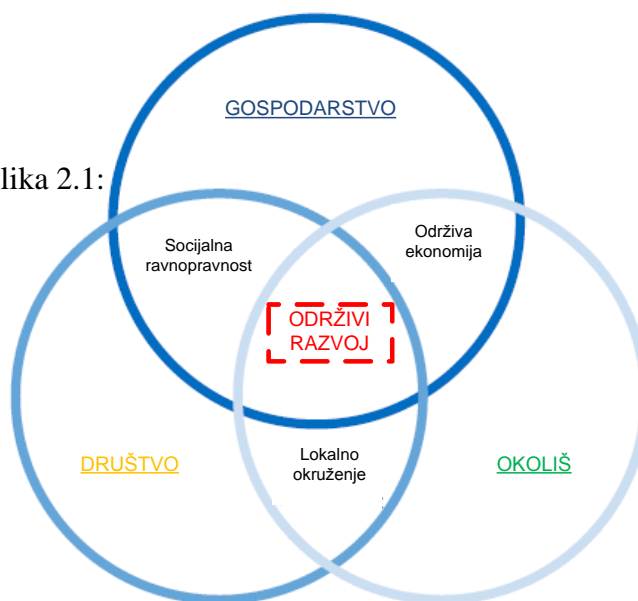 GOSPODARSTVO
lika 2.1:
Socijalna
ravnopravnost
Održiva
ekonomija
ODRŽIVI
RAZVOJ
DRUŠTVO
Lokalno
okruženje
OKOLIŠ